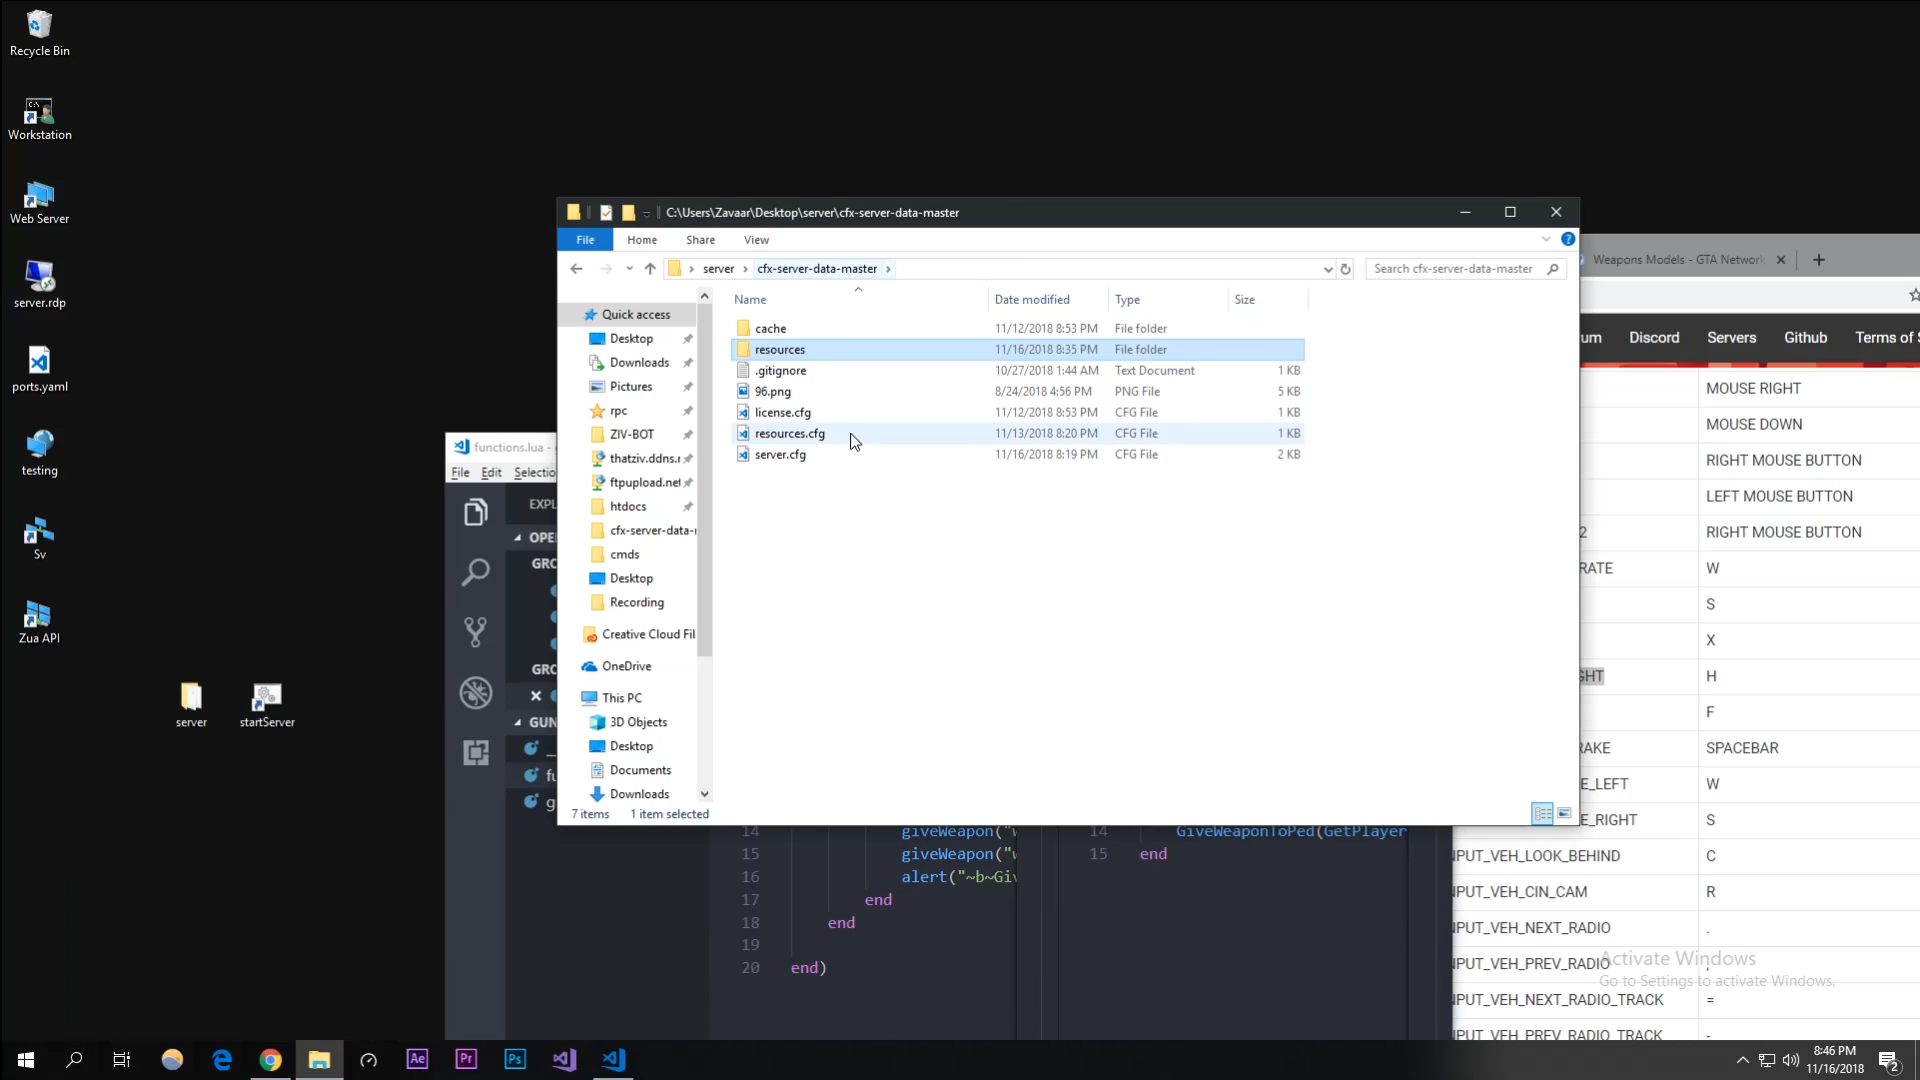 Recycle Bin
Workstation
Web Server
server.rdp
ports.yaml
testing
Sv
Zua API
server
startServer
C:\Users\Zavaar\Desktop\server\cfx-server-data-master
File
Home
Share
View
server
cfx-server-data-master
Search cfx-server-data-master
Name
Date modified
Type
Size
cache 11/12/2018 8:53 PM File folder
resources 11/16/2018 8:35 PM File folder
.gitignore 10/27/2018 1:44 AM Text Document 1 KB
96.png 8/24/2018 4:56 PM PNG File 5 KB
license.cfg 11/12/2018 8:53 PM CFG File 1 KB
resources.cfg 11/13/2018 8:20 PM CFG File 1 KB
server.cfg 11/16/2018 8:19 PM CFG File 2 KB
Quick access
Desktop
Downloads
Pictures
rpc
ZIV-BOT
thatziv.ddns.r
ftpupload.net
htdocs
cfx-server-data-
cmds
Desktop
Recording
Creative Cloud Fil
OneDrive
This PC
3D Objects
Desktop
Documents
Downloads
7 items 1 item selected
functions.lua -
File Edit Selectio
EXPL
OPE
GRO
GRO
GUN
14 giveWeapon("w
15 giveWeapon("w
16 alert("~b~Giv
17 end
18 end
19
20 end)
14 GiveWeaponToPed(GetPlayer
15 end
Weapons Models - GTA Network
um Discord Servers Github Terms of S
MOUSE RIGHT
MOUSE DOWN
RIGHT MOUSE BUTTON
LEFT MOUSE BUTTON
2 RIGHT MOUSE BUTTON
RATE W
S
X
GHT H
F
RAKE SPACEBAR
E_LEFT W
E_RIGHT S
NPUT_VEH_LOOK_BEHIND C
NPUT_VEH_CIN_CAM R
NPUT_VEH_NEXT_RADIO .
NPUT_VEH_PREV_RADIO ,
NPUT_VEH_NEXT_RADIO_TRACK =
NPUT_VEH_PREV_RADIO_TRACK -
Activate Windows
Go to Settings to activate Windows.
Ae
Pr
Ps
8:46 PM
11/16/2018
2